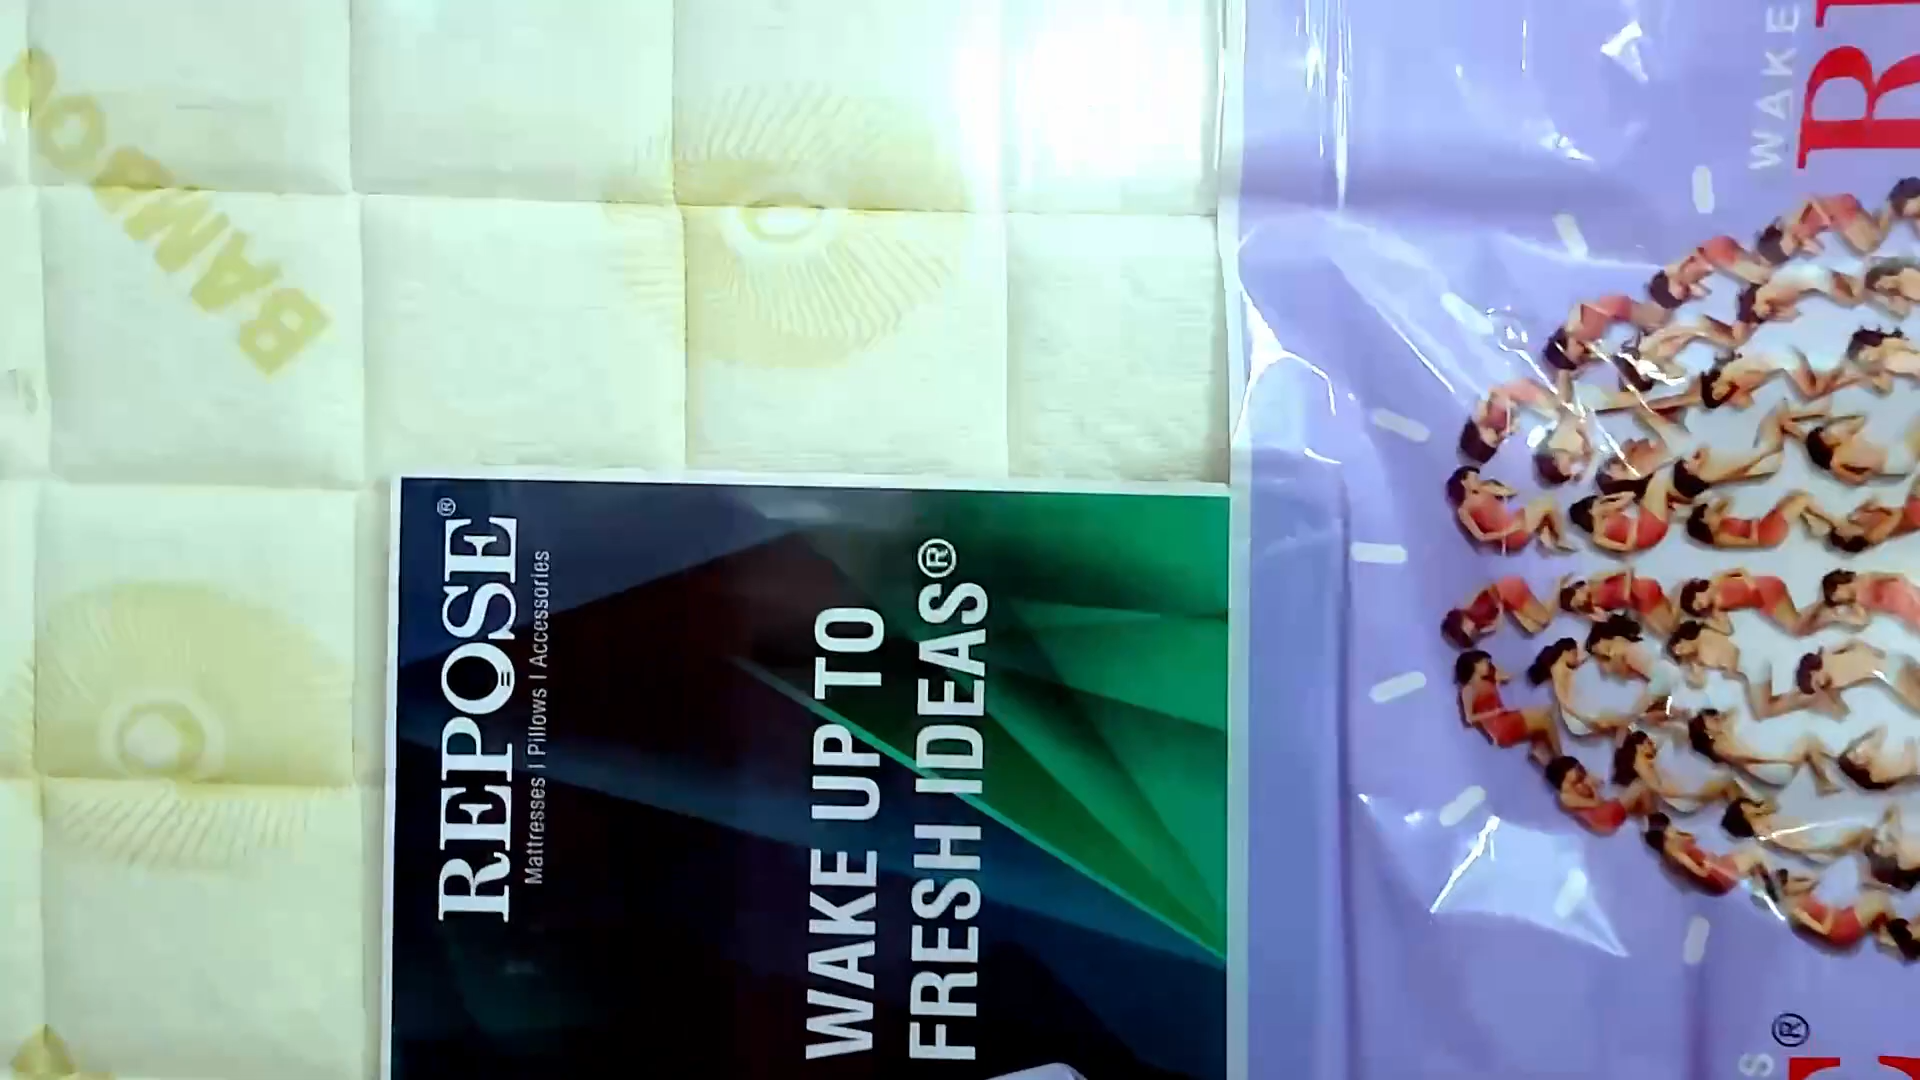 BAMBOO
REPOSE®
Mattresses | Pillows | Accessories
WAKE UP TO
FRESH IDEAS®
WAKE
®